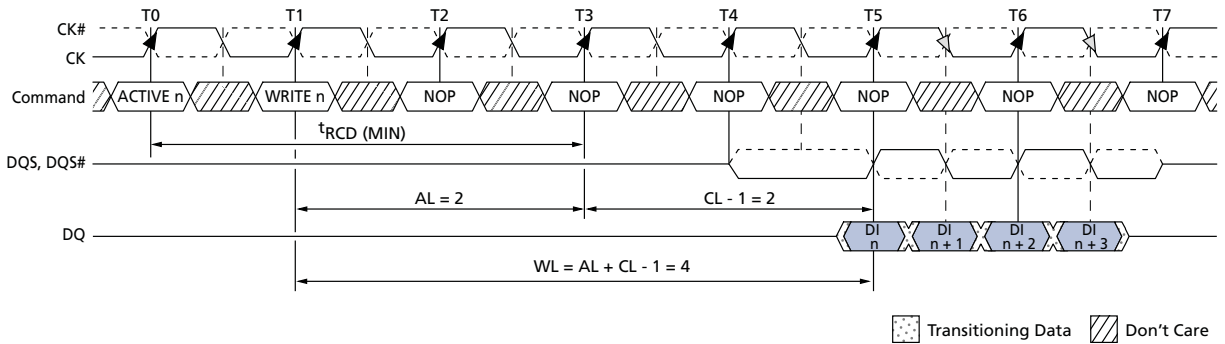 T0 T1 T2 T3 T4 T5 T6 T7
CK#
CK
Command ACTIVE n WRITE n NOP NOP NOP NOP NOP NOP
tRCD (MIN)
DQS, DQS#
AL = 2 CL - 1 = 2
DQ DI n DI n + 1 DI n + 2 DI n + 3
WL = AL + CL - 1 = 4
Transitioning Data Don't Care